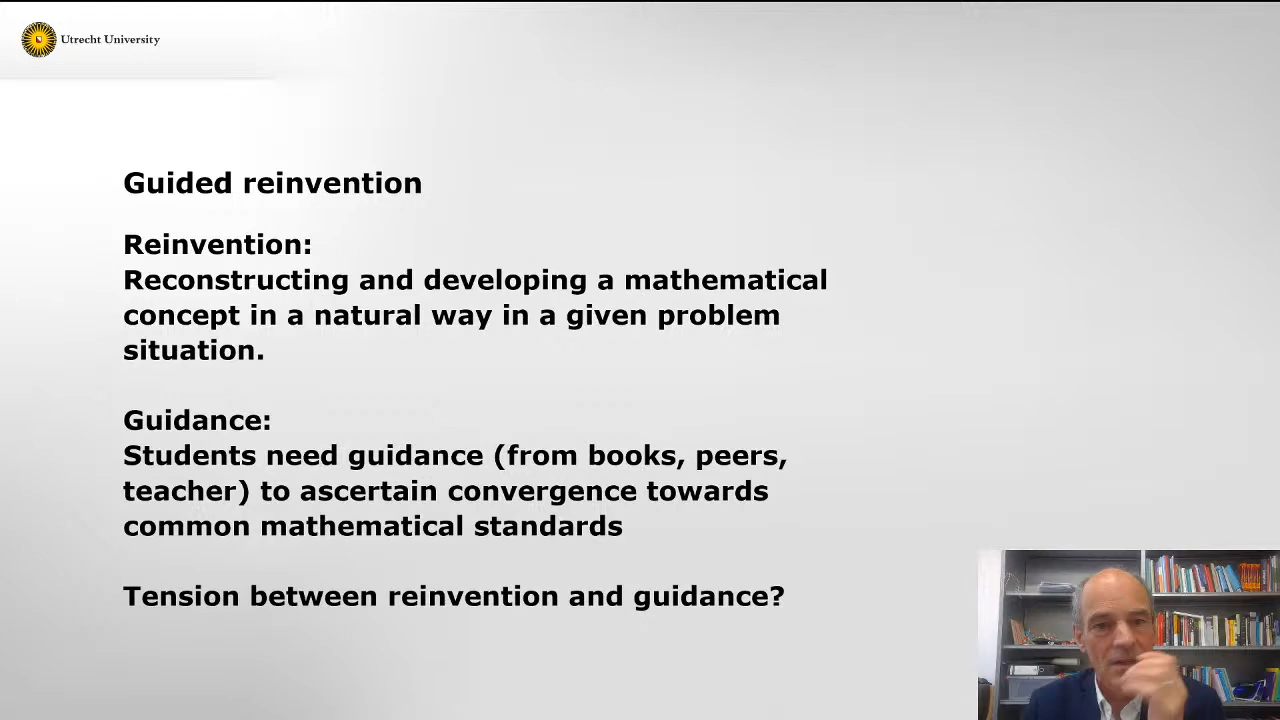 Utrecht University
Guided reinvention
Reinvention:
Reconstructing and developing a mathematical
concept in a natural way in a given problem
situation.
Guidance:
Students need guidance (from books, peers,
teacher) to ascertain convergence towards
common mathematical standards
Tension between reinvention and guidance?